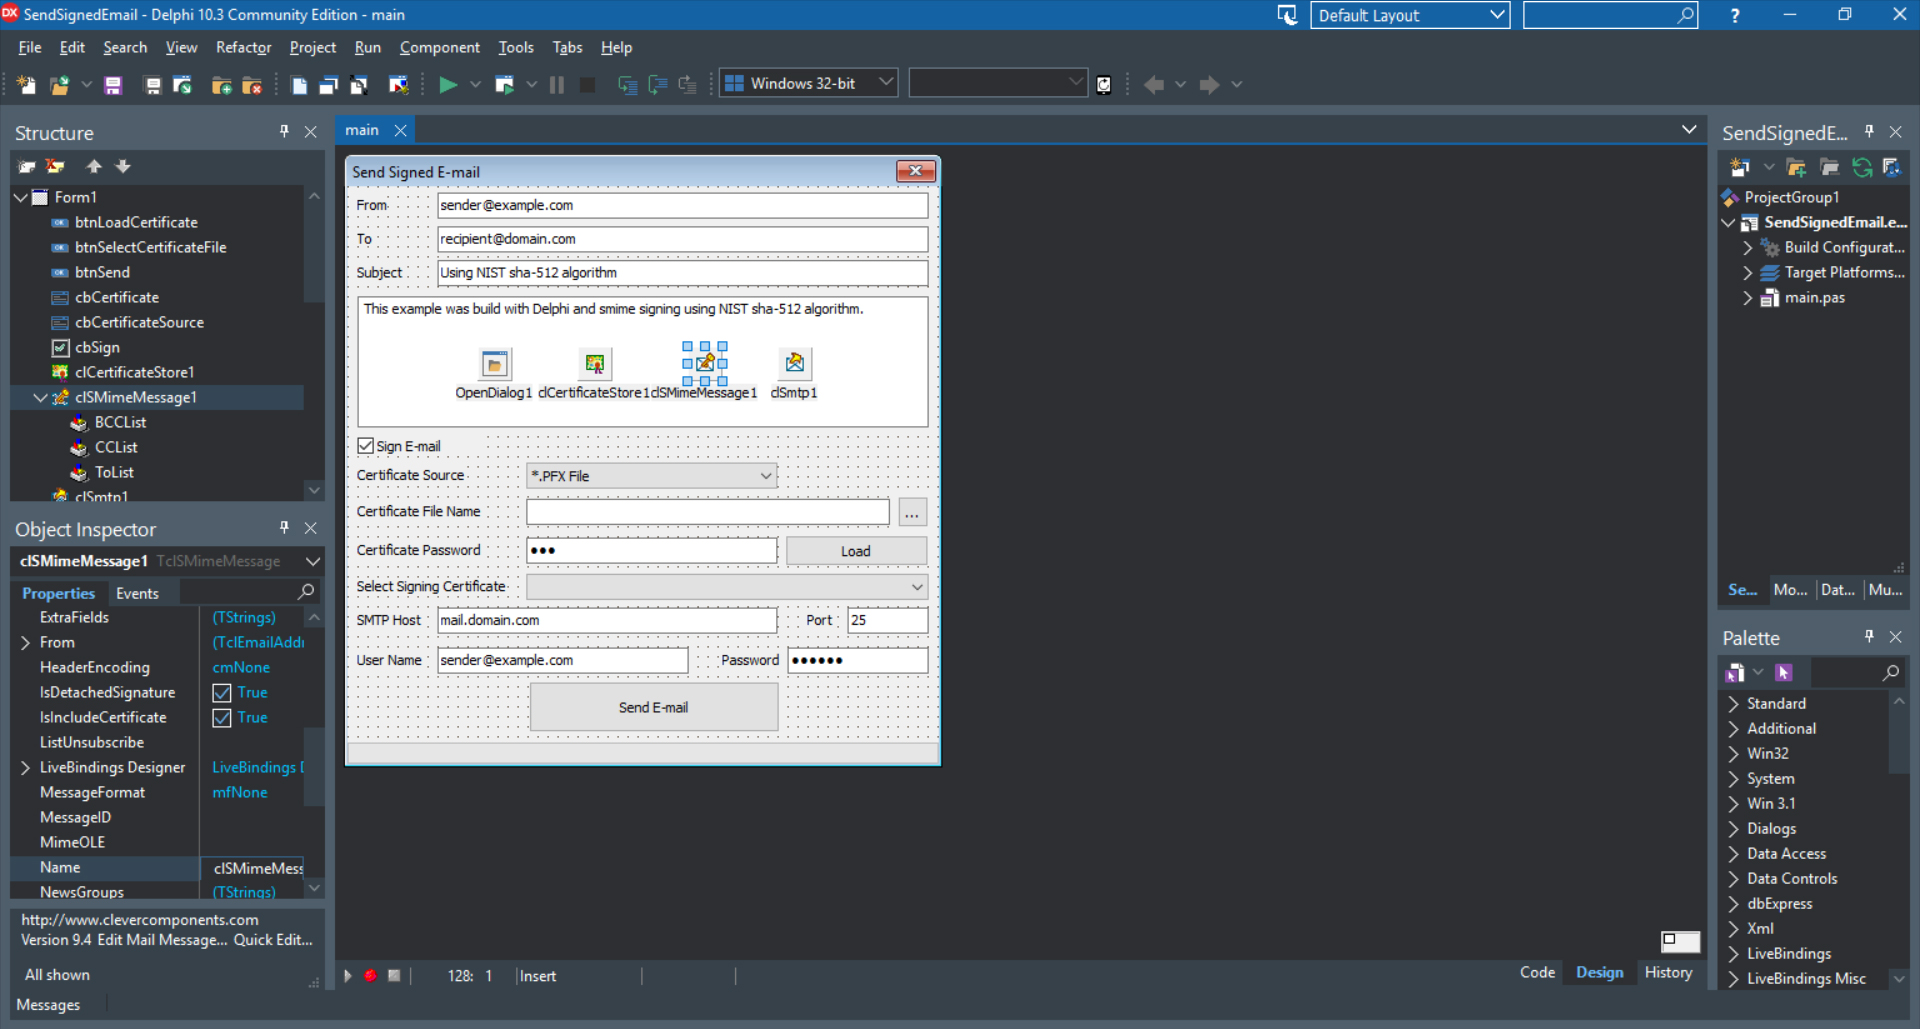 SendSignedEmail - Delphi 10.3 Community Edition - main
Default Layout
?
File Edit Search View Refactor Project Run Component Tools Tabs Help
Windows 32-bit
Structure
Form1
btnLoadCertificate
btnSelectCertificateFile
btnSend
cbCertificate
cbCertificateSource
cbSign
clCertificateStore1
clSMimeMessage1
BCCList
CCList
ToList
clSmtp1
Object Inspector
clSMimeMessage1 TclSMimeMessage
Properties Events
ExtraFields (TStrings)
From (TclEmailAddr
HeaderEncoding cmNone
IsDetachedSignature True
IsIncludeCertificate True
ListUnsubscribe
LiveBindings Designer LiveBindings D
MessageFormat mfNone
MessageID
MimeOLE
Name clSMimeMess
NewsGroups (TStrings)
http://www.clevercomponents.com
Version 9.4 Edit Mail Message... Quick Edit...
All shown
Messages
main
Send Signed E-mail
From sender@example.com
To recipient@domain.com
Subject Using NIST sha-512 algorithm
This example was build with Delphi and smime signing using NIST sha-512 algorithm.
OpenDialog1 clCertificateStore1 clSMimeMessage1 clSmtp1
Sign E-mail
Certificate Source *.PFX File
Certificate File Name ...
Certificate Password ●●● Load
Select Signing Certificate
SMTP Host mail.domain.com Port 25
User Name sender@example.com Password ●●●●●●
Send E-mail
128: 1 Insert
Code Design History
SendSignedE...
ProjectGroup1
SendSignedEmail.e...
Build Configurat...
Target Platforms...
main.pas
Se... Mo... Dat... Mu...
Palette
Standard
Additional
Win32
System
Win 3.1
Dialogs
Data Access
Data Controls
dbExpress
Xml
LiveBindings
LiveBindings Misc